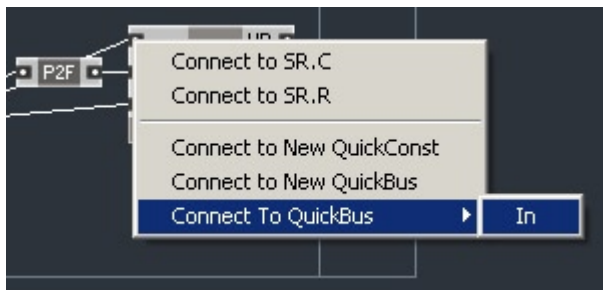 HP
P2F
Connect to SR.C
Connect to SR.R
Connect to New QuickConst
Connect to New QuickBus
Connect To QuickBus
In